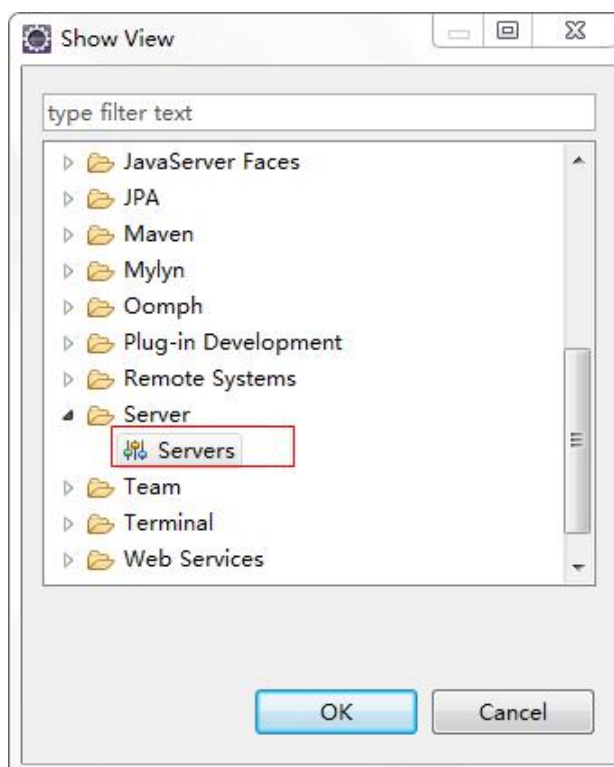 Show View
type filter text
JavaServer Faces
JPA
Maven
Mylyn
Oomph
Plug-in Development
Remote Systems
Server
Servers
Team
Terminal
Web Services
OK
Cancel